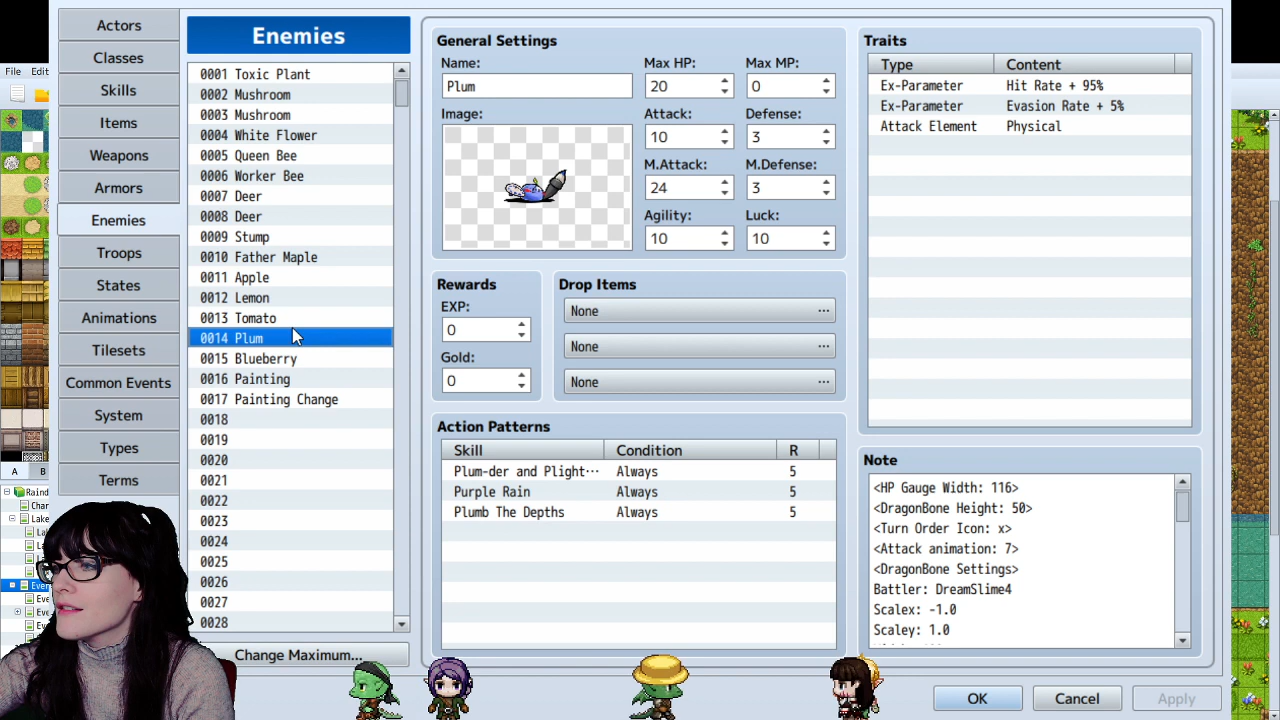 File
Edit
Actors
Classes
Skills
Items
Weapons
Armors
Enemies
Troops
States
Animations
Tilesets
Common Events
System
Types
Terms
A
B
Lake
Enemies
0001 Toxic Plant
0002 Mushroom
0003 Mushroom
0004 White Flower
0005 Queen Bee
0006 Worker Bee
0007 Deer
0008 Deer
0009 Stump
0010 Father Maple
0011 Apple
0012 Lemon
0013 Tomato
0014 Plum
0015 Blueberry
0016 Painting
0017 Painting Change
0018
0019
0020
0021
0022
0023
0024
0025
0026
0027
0028
Change Maximum...
General Settings
Name:
Max HP:
Max MP:
Plum
20
0
Image:
Attack:
Defense:
10
3
M.Attack:
M.Defense:
24
3
Agility:
Luck:
10
10
Rewards
EXP:
0
Gold:
0
Drop Items
None
None
None
Action Patterns
Skill Condition R
Plum-der and Plight… Always 5
Purple Rain Always 5
Plumb The Depths Always 5
Traits
Type Content
Ex-Parameter Hit Rate + 95%
Ex-Parameter Evasion Rate + 5%
Attack Element Physical
Note
<HP Gauge Width: 116>
<DragonBone Height: 50>
<Turn Order Icon: x>
<Attack animation: 7>
<DragonBone Settings>
Battler: DreamSlime4
Scalex: -1.0
Scaley: 1.0
OK
Cancel
Apply